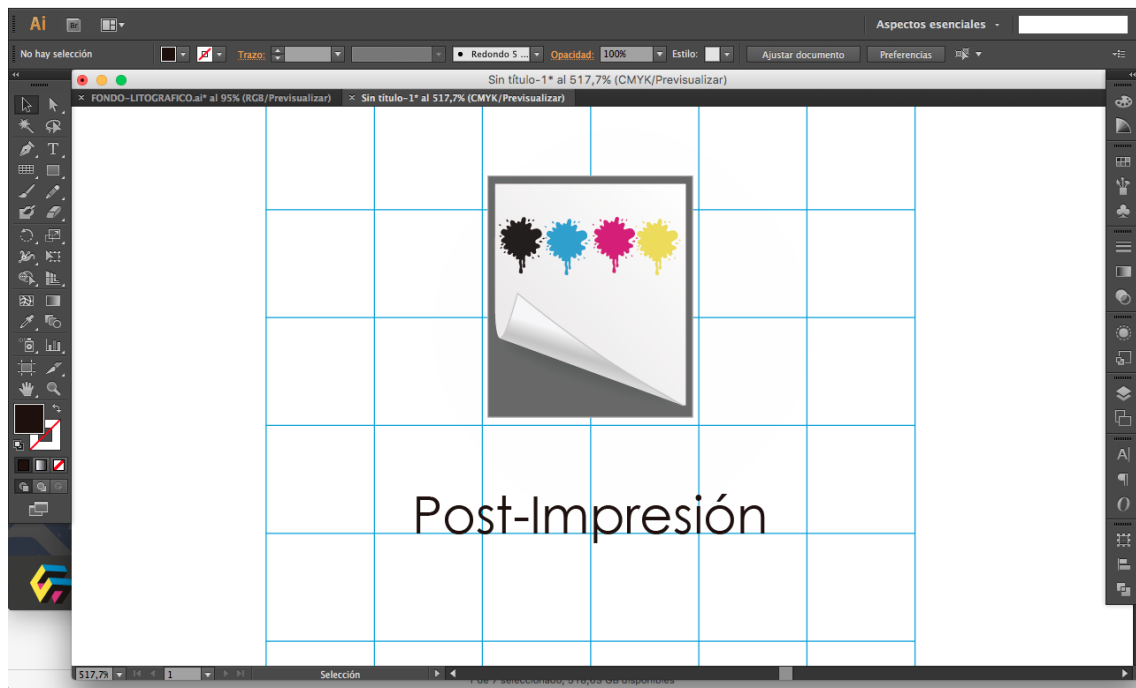 Ai Br Aspectos esenciales
No hay selección Trazo: Redondo 5 ... Opacidad: 100% Estilo: Ajustar documento Preferencias
Sin título-1* al 517,7% (CMYK/Previsualizar)
× FONDO-LITOGRAFICO.ai* al 95% (RGB/Previsualizar) × Sin título-1* al 517,7% (CMYK/Previsualizar)
Post-Impresión
517,7% 1 Selección